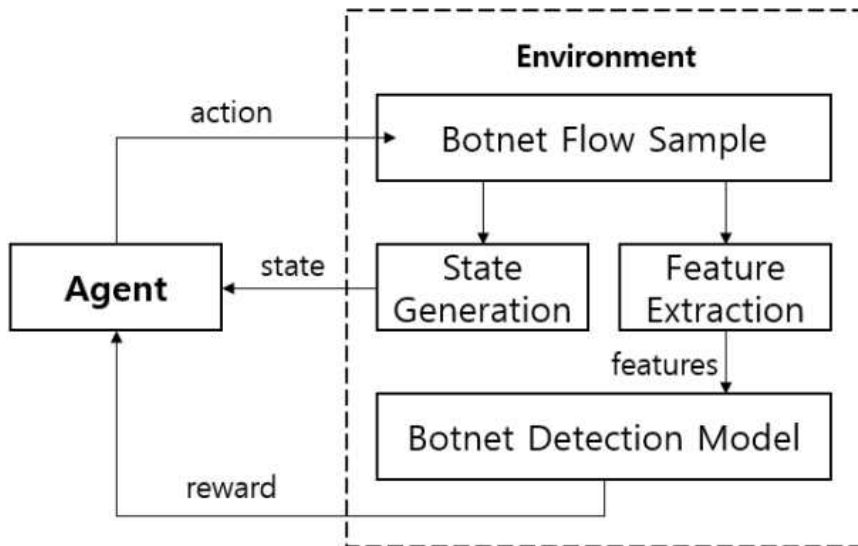 Environment
action
Botnet Flow Sample
Agent
state
State
Generation
Feature
Extraction
features
Botnet Detection Model
reward